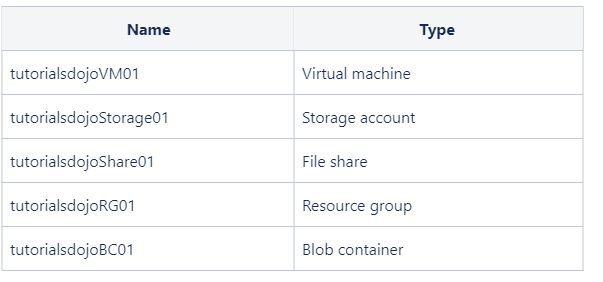 Name Type
tutorialsdojoVM01 Virtual machine
tutorialsdojoStorage01 Storage account
tutorialsdojoShare01 File share
tutorialsdojoRG01 Resource group
tutorialsdojoBC01 Blob container